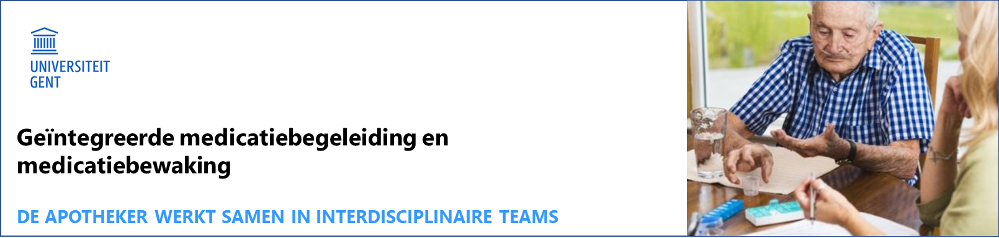 UNIVERSITEIT
GENT
Geïntegreerde medicatiebegeleiding en
medicatiebewaking
DE APOTHEKER WERKT SAMEN IN INTERDISCIPLINAIRE TEAMS